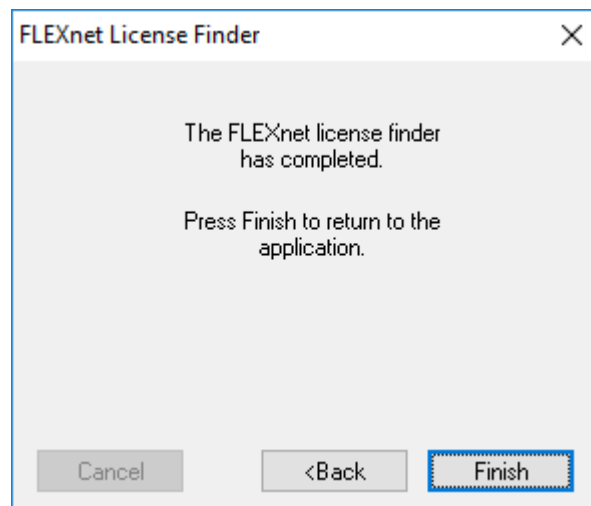 FLEXnet License Finder
The FLEXnet license finder
has completed.
Press Finish to return to the
application.
Cancel
<Back
Finish